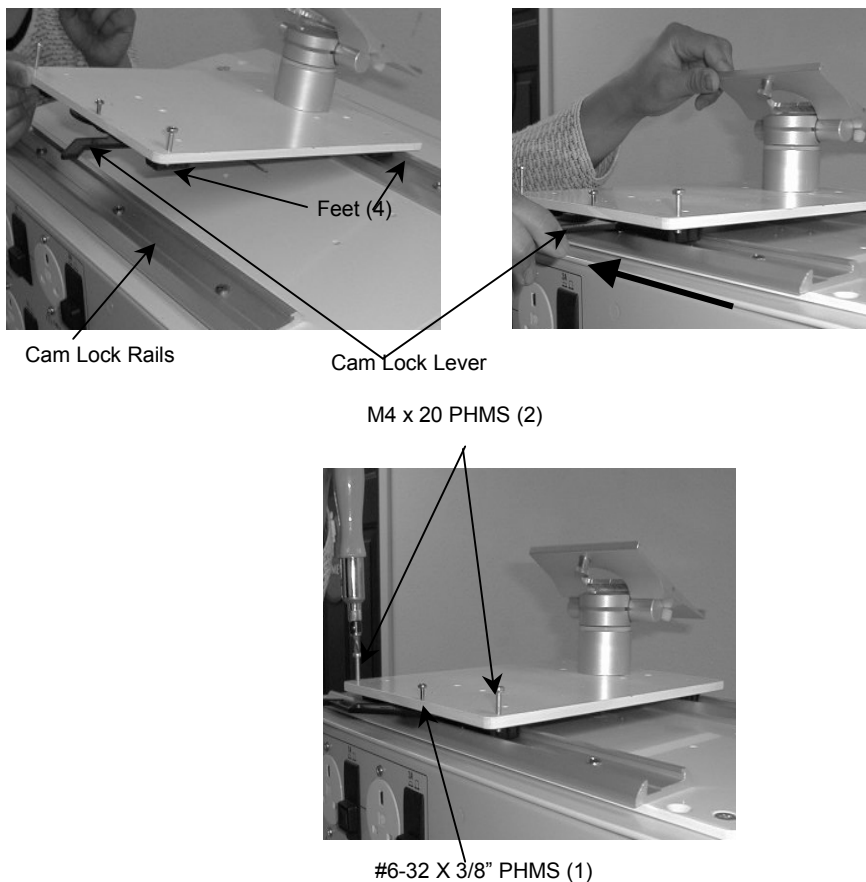 Feet (4)
Cam Lock Rails
Cam Lock Lever
M4 x 20 PHMS (2)
#6-32 X 3/8” PHMS (1)